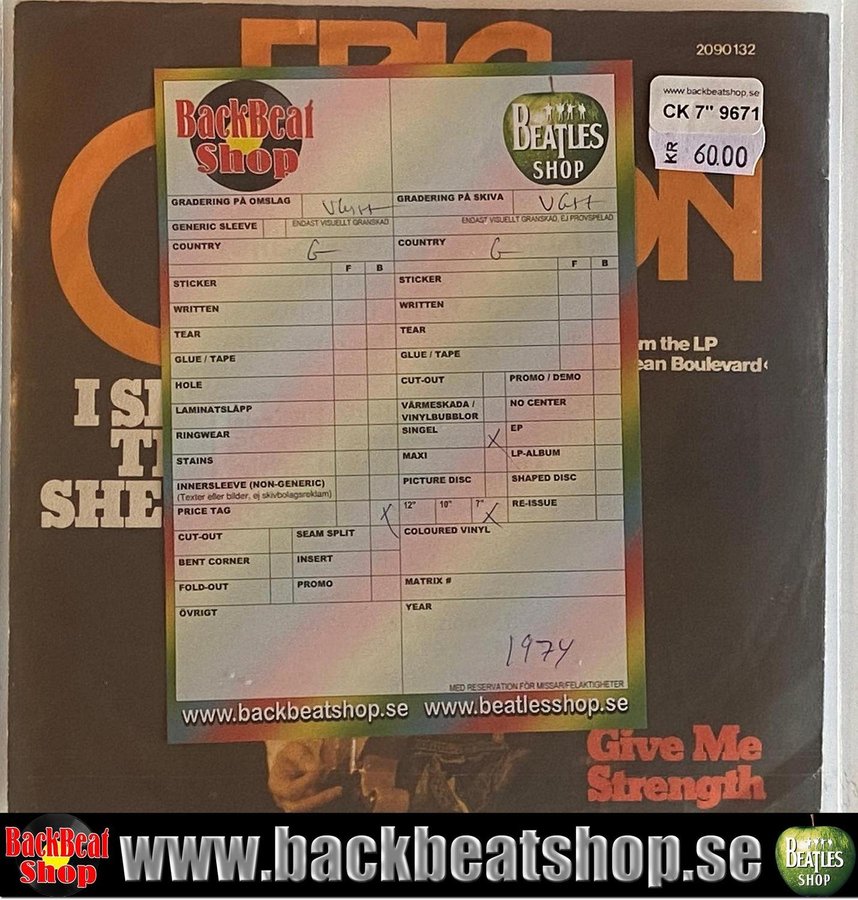 ERIC
2090132
www.backbeatshop.se
CK 7" 9671
KR 60.00
ON
m the LP
ean Boulevard‹
I S
T
SHE
BackBeat
Shop
BEATLES
SHOP
GRADERING PÅ OMSLAG VG++ GRADERING PÅ SKIVA VG++
GENERIC SLEEVE ENDAST VISUELLT GRANSKAD ENDAST VISUELLT GRANSKAD, EJ PROVSPELAD
COUNTRY G COUNTRY G
F B F B
STICKER STICKER
WRITTEN WRITTEN
TEAR TEAR
GLUE / TAPE GLUE / TAPE
HOLE CUT-OUT PROMO / DEMO
LAMINATSLÄPP VÄRMESKADA / VINYLBUBBLOR NO CENTER
RINGWEAR SINGEL X EP
STAINS MAXI LP-ALBUM
INNERSLEEVE (NON-GENERIC) PICTURE DISC SHAPED DISC
(Texter eller bilder, ej skivbolagsreklam)
PRICE TAG X 12" 10" 7" X RE-ISSUE
CUT-OUT SEAM SPLIT COLOURED VINYL
BENT CORNER INSERT
FOLD-OUT PROMO MATRIX #
ÖVRIGT YEAR
1974
MED RESERVATION FÖR MISSAR/FELAKTIGHETER
www.backbeatshop.se www.beatlesshop.se
Give Me
Strength
BackBeat
Shop
www.backbeatshop.se
BEATLES
SHOP